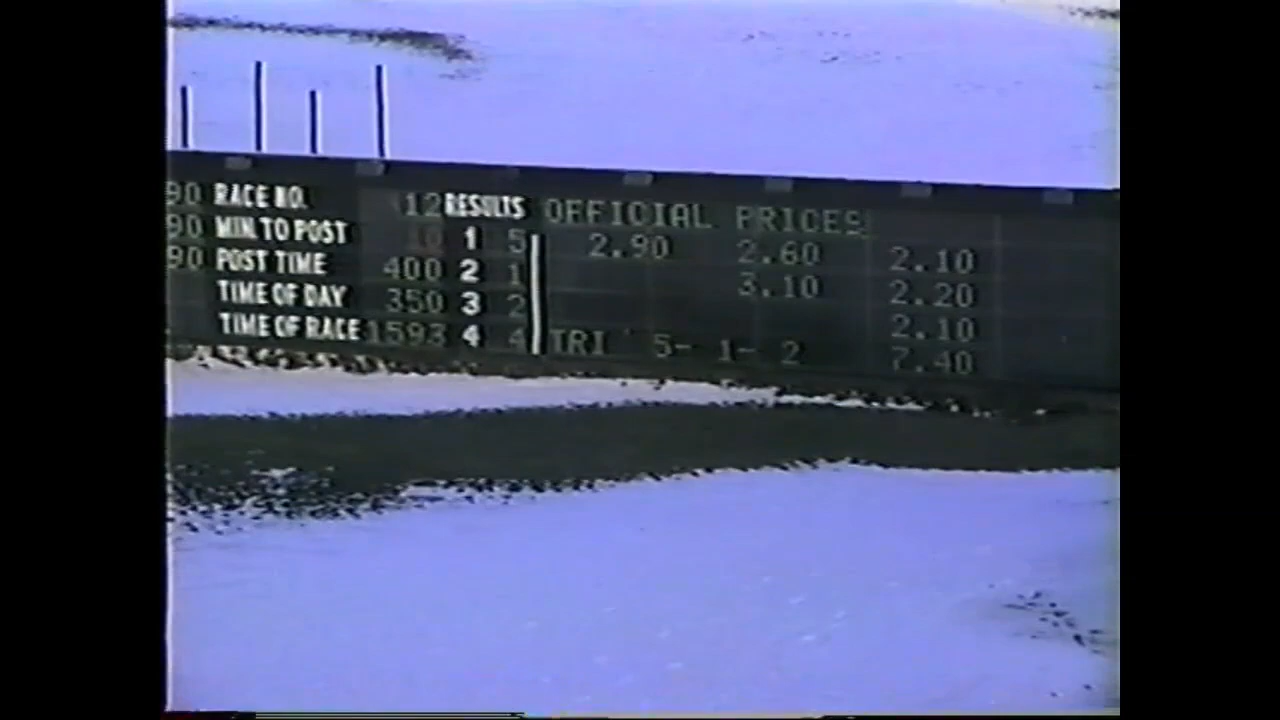 90 RACE NO. 12 RESULTS OFFICIAL PRICES
90 MIN. TO POST 10 1 5 2.90 2.60 2.10
90 POST TIME 400 2 1 3.10 2.20
TIME OF DAY 350 3 2 2.10
TIME OF RACE 1593 4 4 TRI 5- 1- 2 7.40